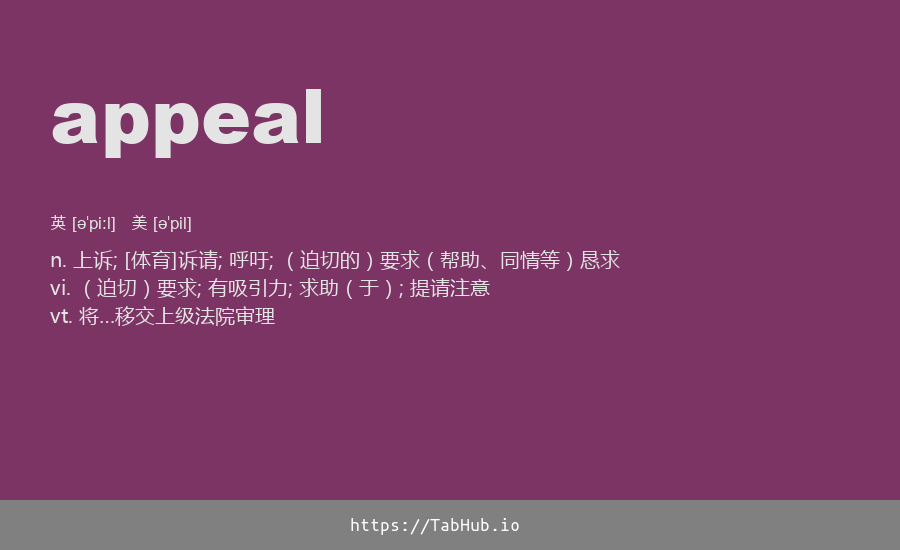 appeal
英 [əˈpiːl] 美 [əˈpil]
n. 上诉; [体育]诉请; 呼吁; （迫切的）要求（帮助、同情等）恳求
vi. （迫切）要求; 有吸引力; 求助（于）; 提请注意
vt. 将...移交上级法院审理
https://TabHub.io